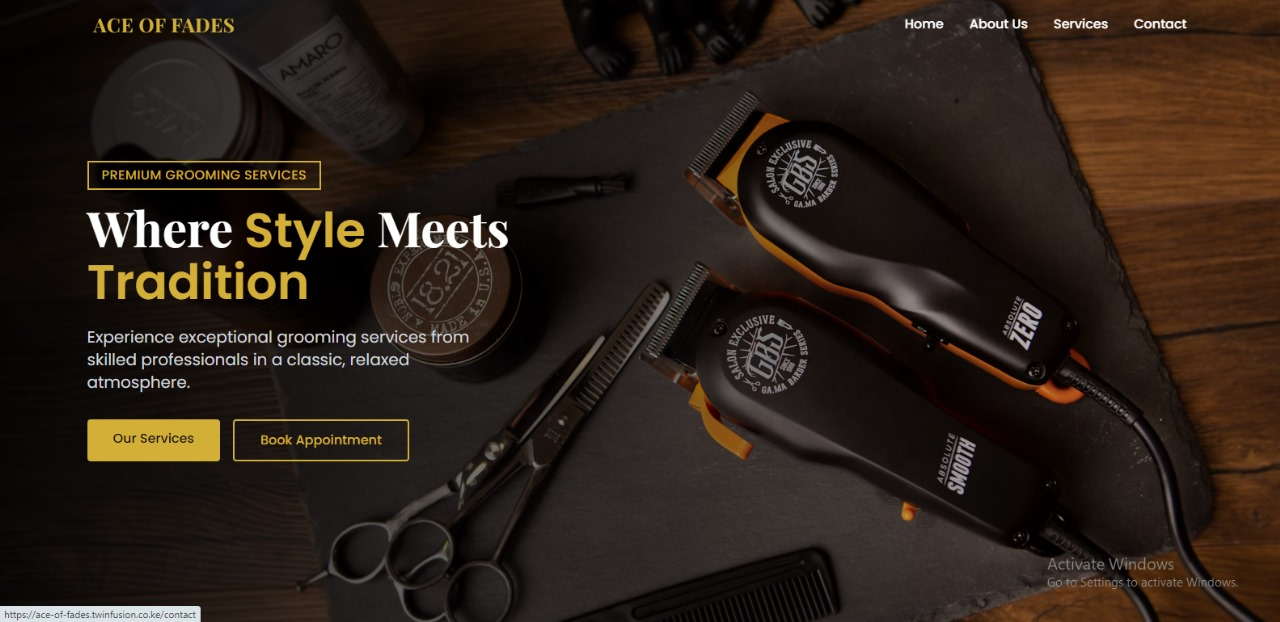 ACE OF FADES
Home
About Us
Services
Contact
AMARO
PREMIUM GROOMING SERVICES
Where Style Meets
Tradition
Experience exceptional grooming services from
skilled professionals in a classic, relaxed
atmosphere.
Our Services
Book Appointment
18.21
MADE
SALON EXCLUSIVE
GBS
GA.MA BARBER SERIES
ABSOLUTE
ZERO
SALON EXCLUSIVE
GBS
GA.MA BARBER SERIES
ABSOLUTE
SMOOTH
Activate Windows
Go to Settings to activate Windows.
https://ace-of-fades.twinfusion.co.ke/contact